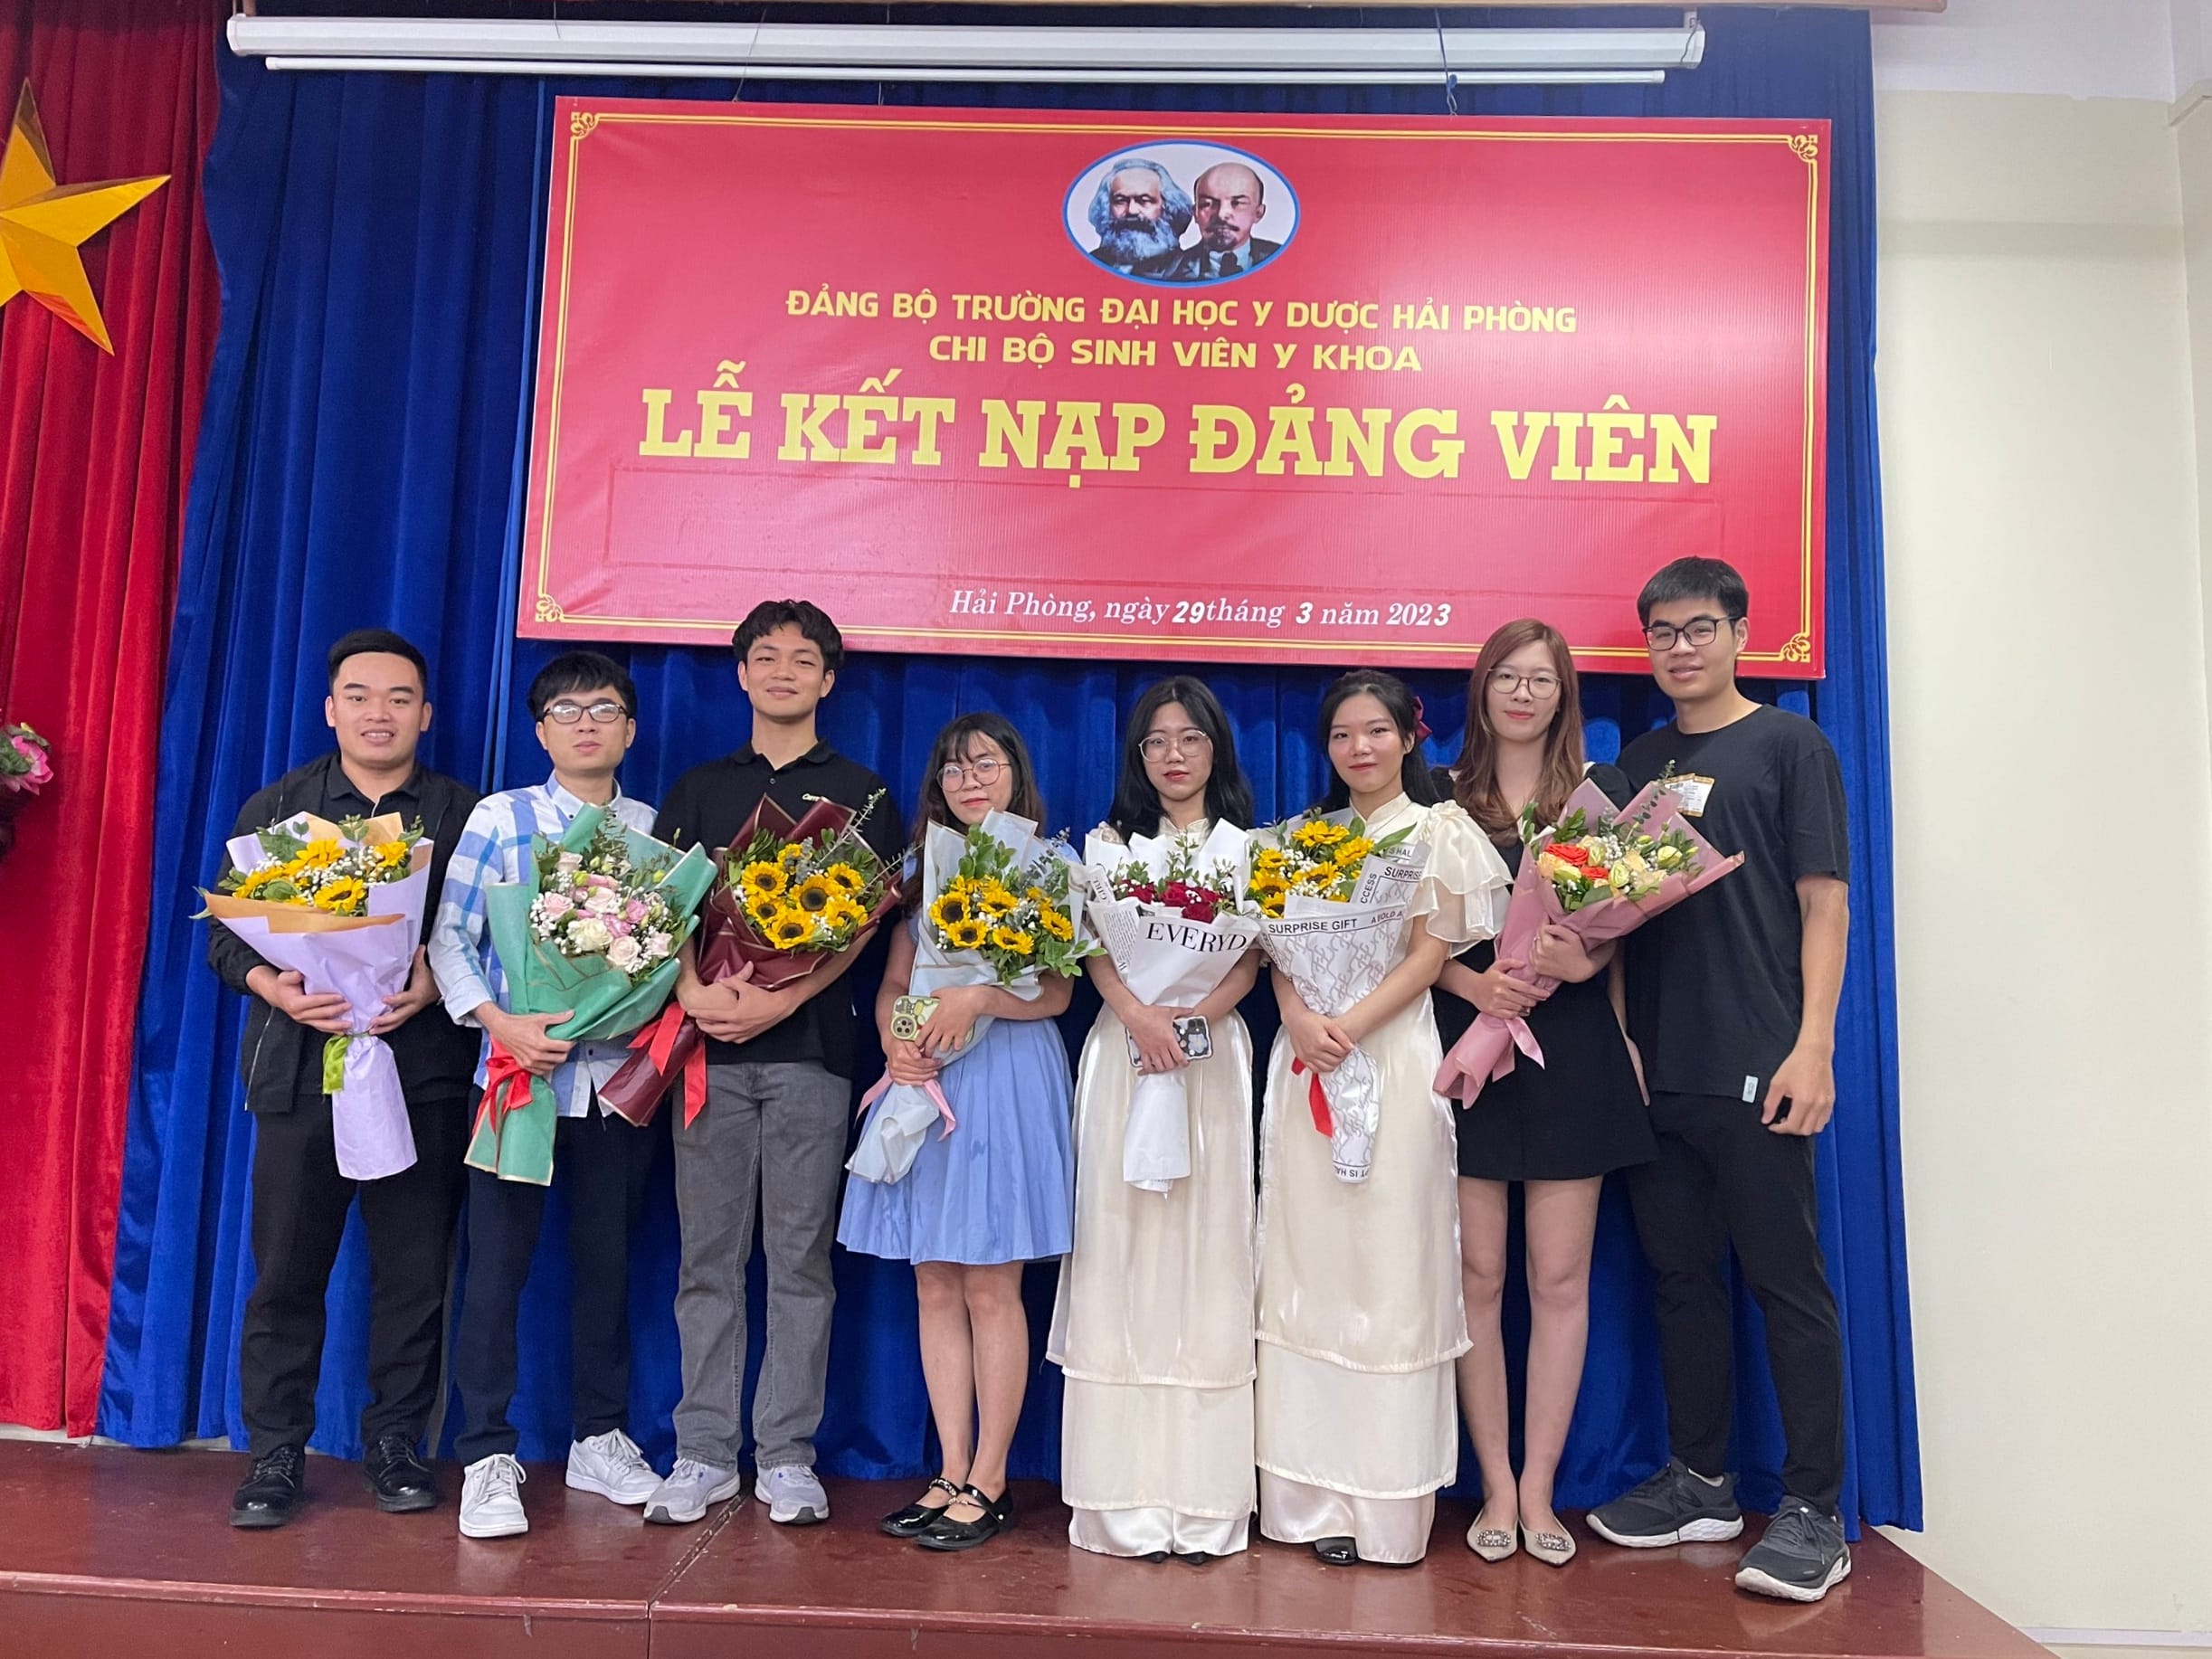 ĐẢNG BỘ TRƯỜNG ĐẠI HỌC Y DƯỢC HẢI PHÒNG
CHI BỘ SINH VIÊN Y KHOA
LỄ KẾT NẠP ĐẢNG VIÊN
Hải Phòng, ngày 29 tháng 3 năm 2023
EVERYD
SURPRISE
SURPRISE GIFT